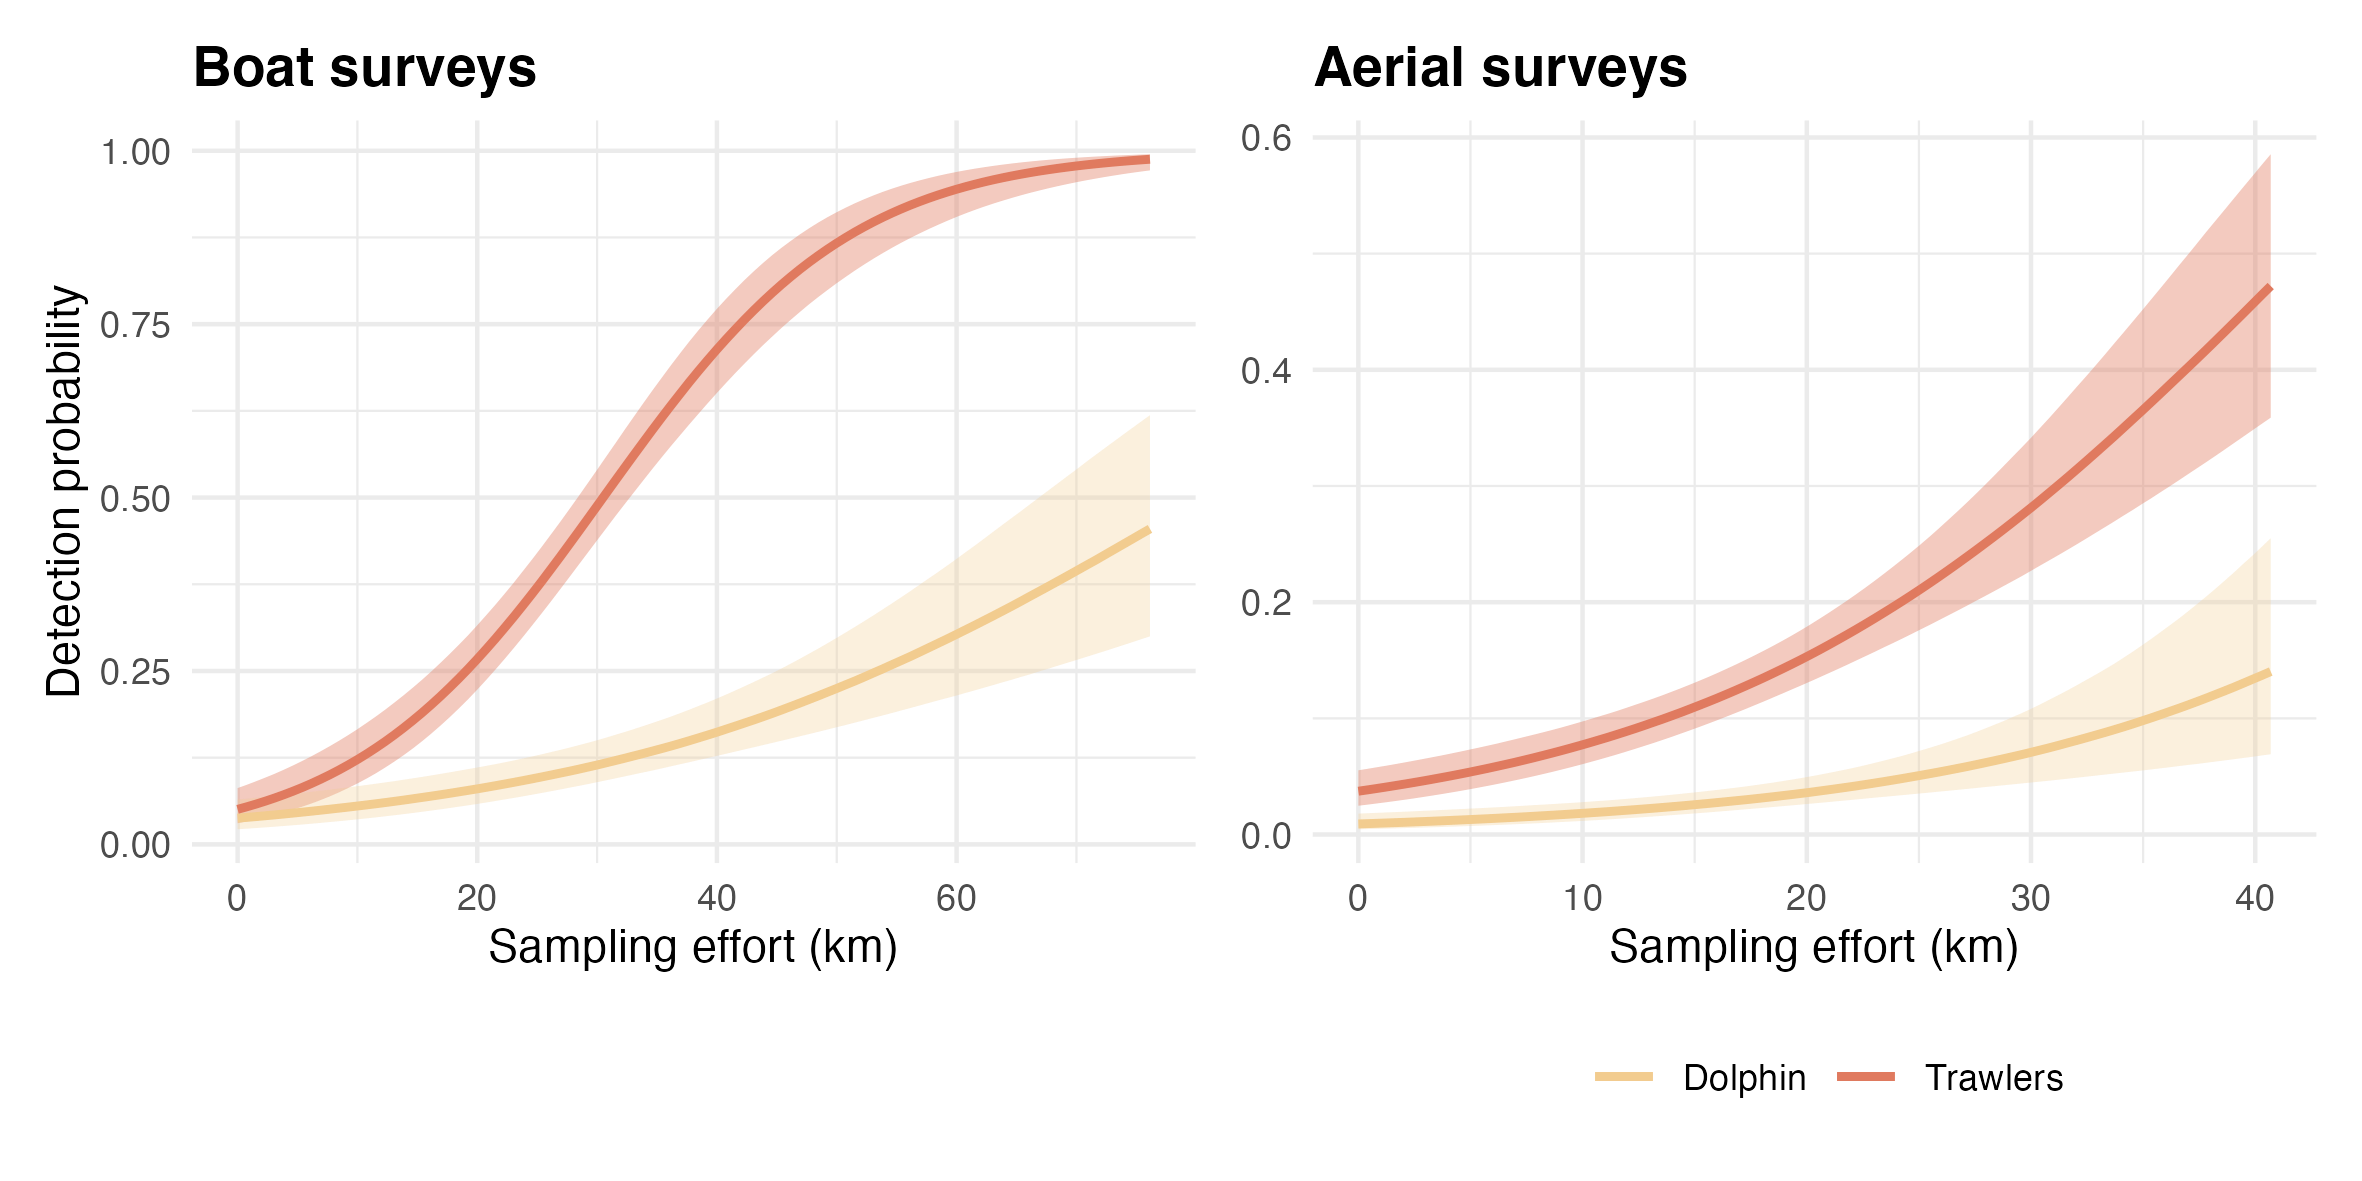 Boat surveys
Aerial surveys
Detection probability
1.00
0.75
0.50
0.25
0.00
0 20 40 60
Sampling effort (km)
0.6
0.4
0.2
0.0
0 10 20 30 40
Sampling effort (km)
Dolphin Trawlers